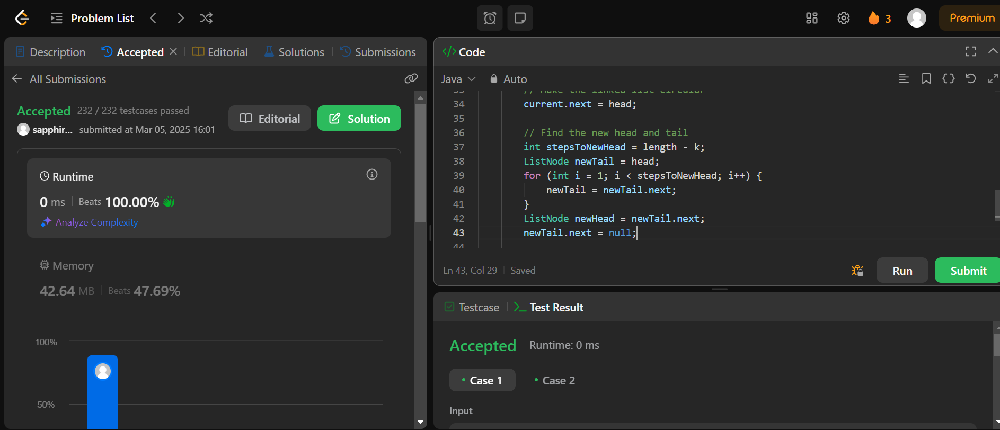 Problem List
3
Premium
Description
Accepted
Editorial
Solutions
Submissions
All Submissions
Accepted 232 / 232 testcases passed
sapphir... submitted at Mar 05, 2025 16:01
Editorial
Solution
Runtime
0 ms | Beats 100.00%
Analyze Complexity
Memory
42.64 MB | Beats 47.69%
100%
50%
</> Code
Java
Auto
33 // Make the linked list circular
34 current.next = head;
35
36 // Find the new head and tail
37 int stepsToNewHead = length - k;
38 ListNode newTail = head;
39 for (int i = 1; i < stepsToNewHead; i++) {
40 newTail = newTail.next;
41 }
42 ListNode newHead = newTail.next;
43 newTail.next = null;
44
Ln 43, Col 29 | Saved
Run
Submit
Testcase
Test Result
Accepted Runtime: 0 ms
• Case 1
• Case 2
Input